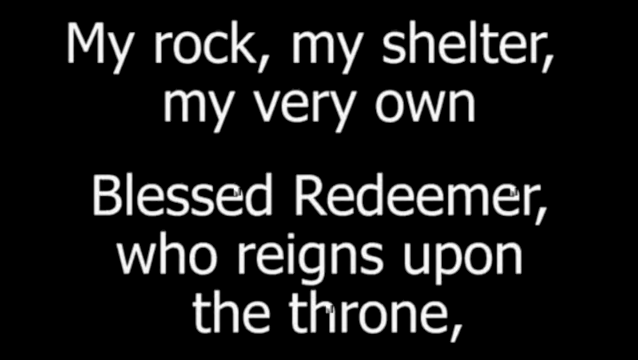 My rock, my shelter,
my very own
Blessed Redeemer,
who reigns upon
the throne,